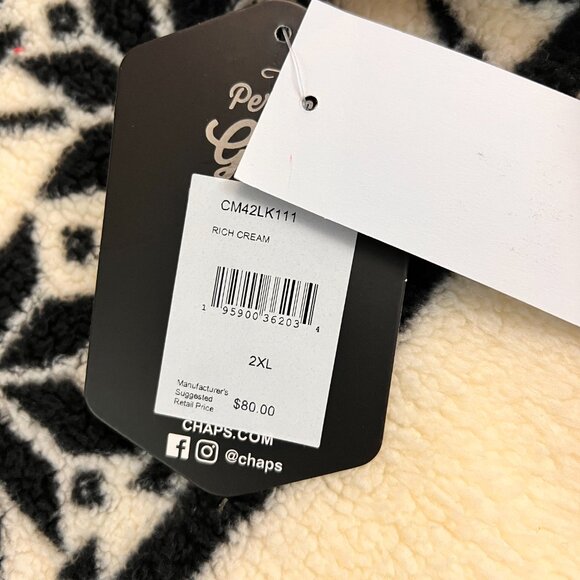 CM42LK111
RICH CREAM
1 95900 36203 4
2XL
Manufacturer's
Suggested
Retail Price $80.00
CHAPS.COM
@chaps